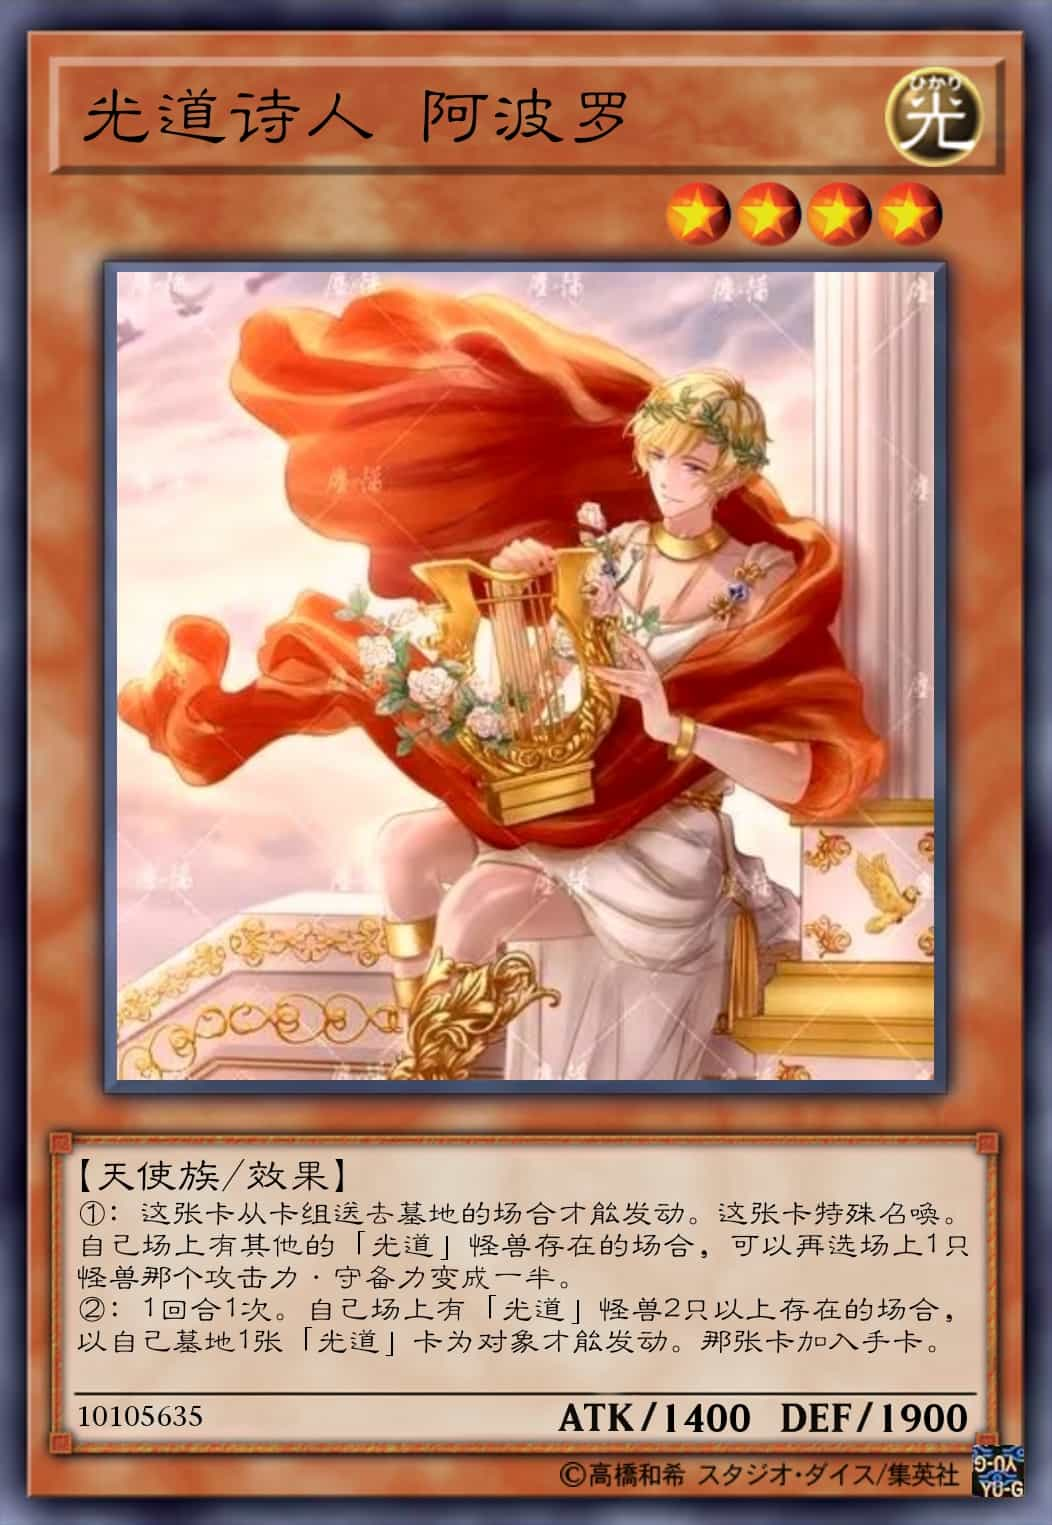 光道诗人 阿波罗
ひかり
光
【天使族/效果】
①：这张卡从卡组送去墓地的场合才能发动。这张卡特殊召唤。
自己场上有其他的「光道」怪兽存在的场合，可以再选场上1只
怪兽那个攻击力·守备力变成一半。
②：1回合1次。自己场上有「光道」怪兽2只以上存在的场合，
以自己墓地1张「光道」卡为对象才能发动。那张卡加入手卡。
10105635 ATK/1400 DEF/1900
©高橋和希 スタジオ·ダイス/集英社
YU-G